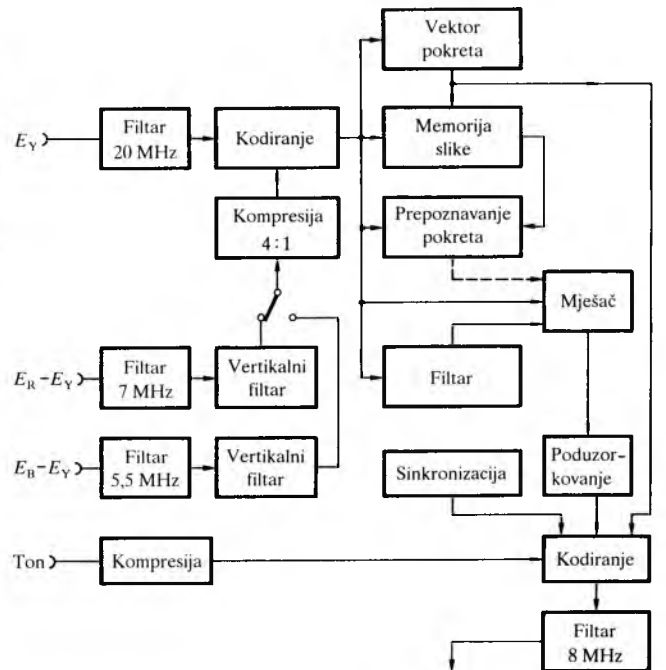 Vektor
pokreta
E_Y
Filtar
20 MHz
Kodiranje
Memorija
slike
Kompresija
4:1
Prepoznavanje
pokreta
Mješač
E_R – E_Y
Filtar
7 MHz
Vertikalni
filtar
Filtar
E_B – E_Y
Filtar
5,5 MHz
Vertikalni
filtar
Sinkronizacija
Poduzor-
kovanje
Ton
Kompresija
Kodiranje
Filtar
8 MHz